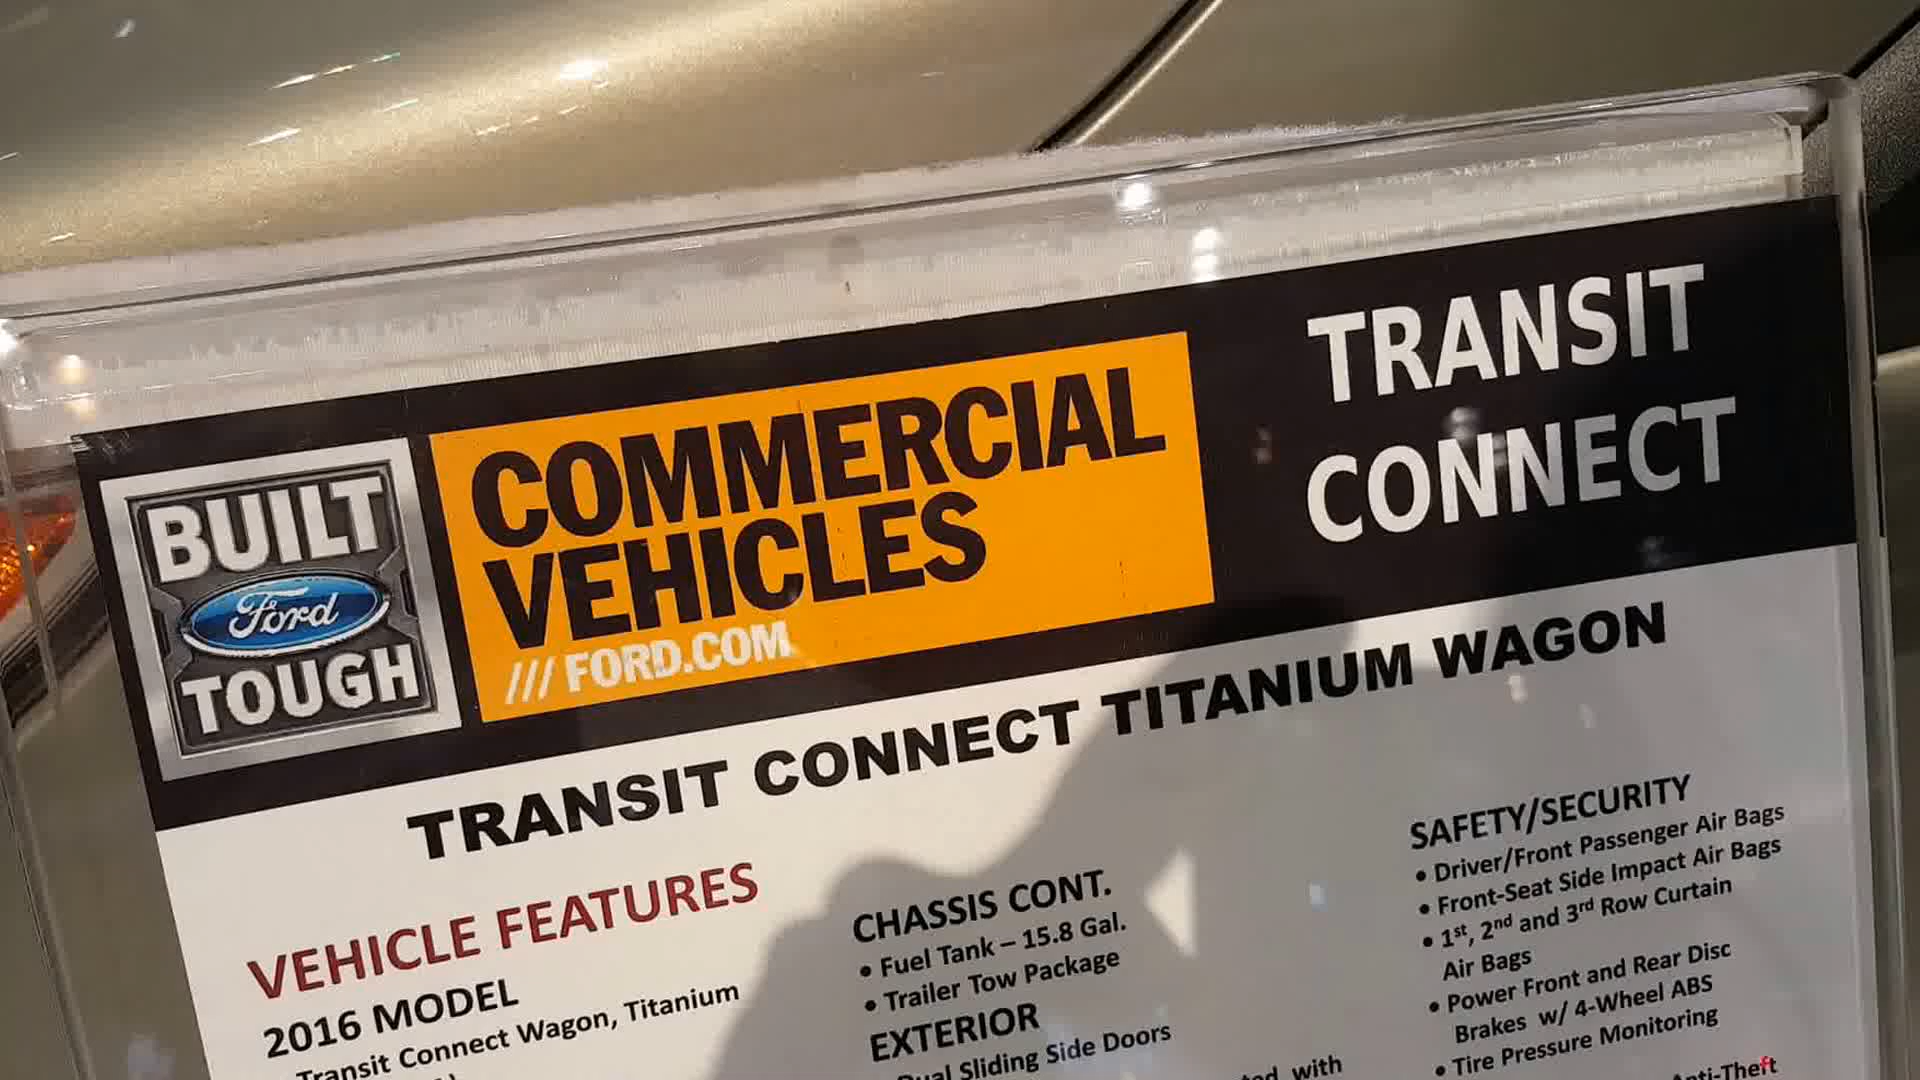 BUILT
Ford
TOUGH
COMMERCIAL
VEHICLES
/// FORD.COM
TRANSIT
CONNECT
TRANSIT CONNECT TITANIUM WAGON
VEHICLE FEATURES
2016 MODEL
Transit Connect Wagon, Titanium
CHASSIS CONT.
• Fuel Tank – 15.8 Gal.
• Trailer Tow Package
EXTERIOR
Dual Sliding Side Doors
with
SAFETY/SECURITY
• Driver/Front Passenger Air Bags
• Front-Seat Side Impact Air Bags
• 1st, 2nd and 3rd Row Curtain
Air Bags
• Power Front and Rear Disc
Brakes w/ 4-Wheel ABS
• Tire Pressure Monitoring
Anti-Theft